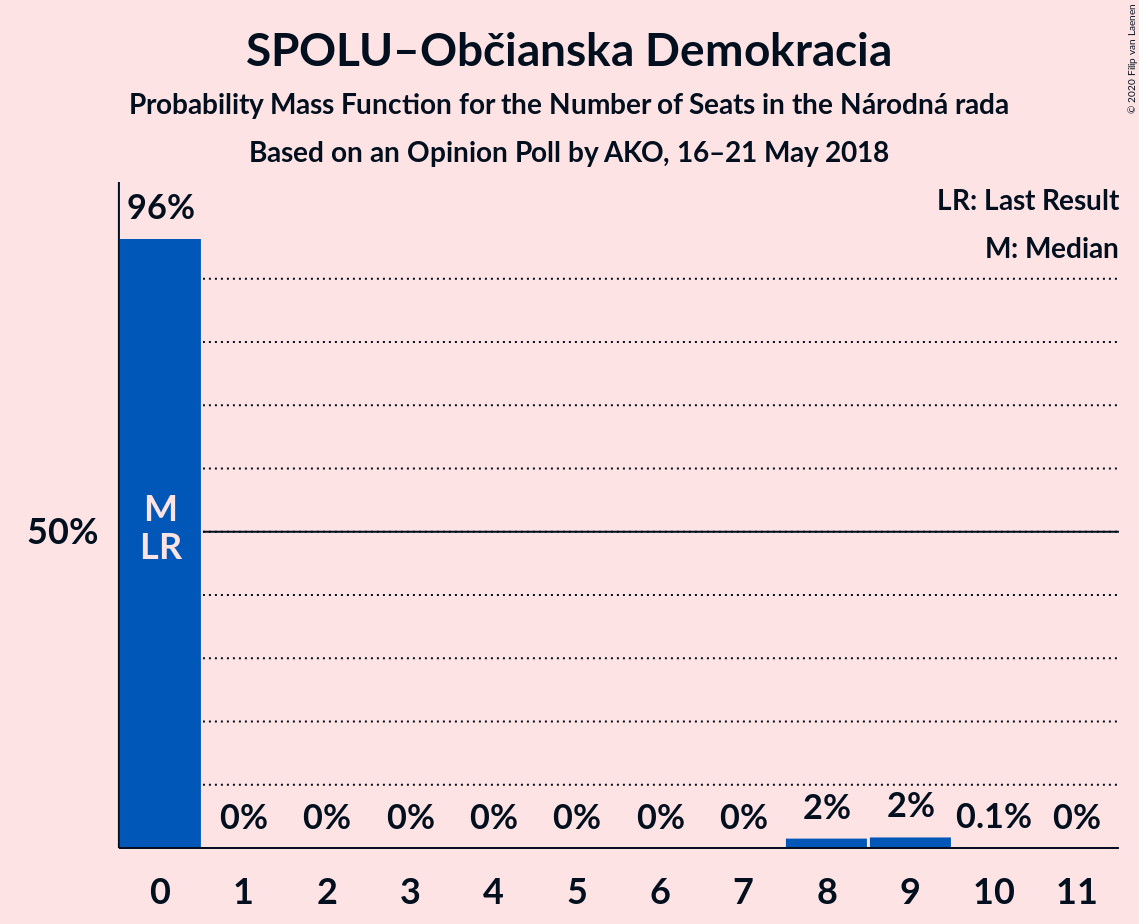 SPOLU–Občianska Demokracia
Probability Mass Function for the Number of Seats in the Národná rada
Based on an Opinion Poll by AKO, 16–21 May 2018
© 2020 Filip van Laenen
LR: Last Result
M: Median
96%
M
LR
50%
0% 0% 0% 0% 0% 0% 0% 2% 2% 0.1% 0%
0 1 2 3 4 5 6 7 8 9 10 11